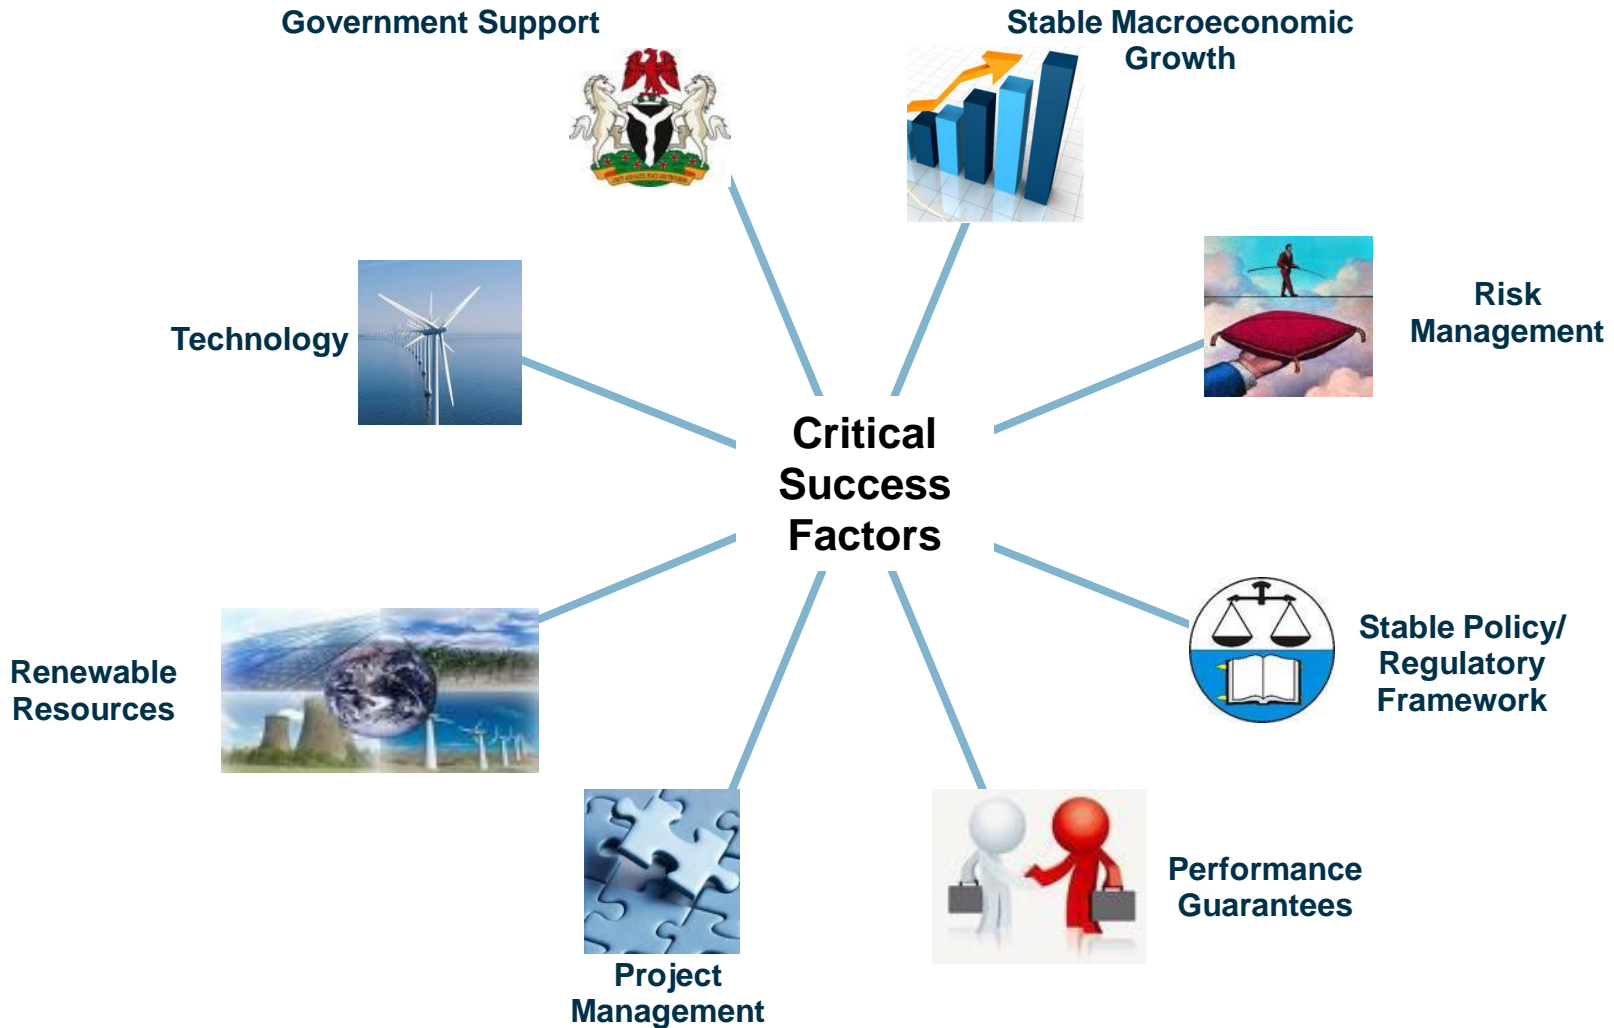 Government Support
Stable Macroeconomic
Growth
Risk
Management
Technology
Critical
Success
Factors
Stable Policy/
Regulatory
Framework
Renewable
Resources
Performance
Guarantees
Project
Management